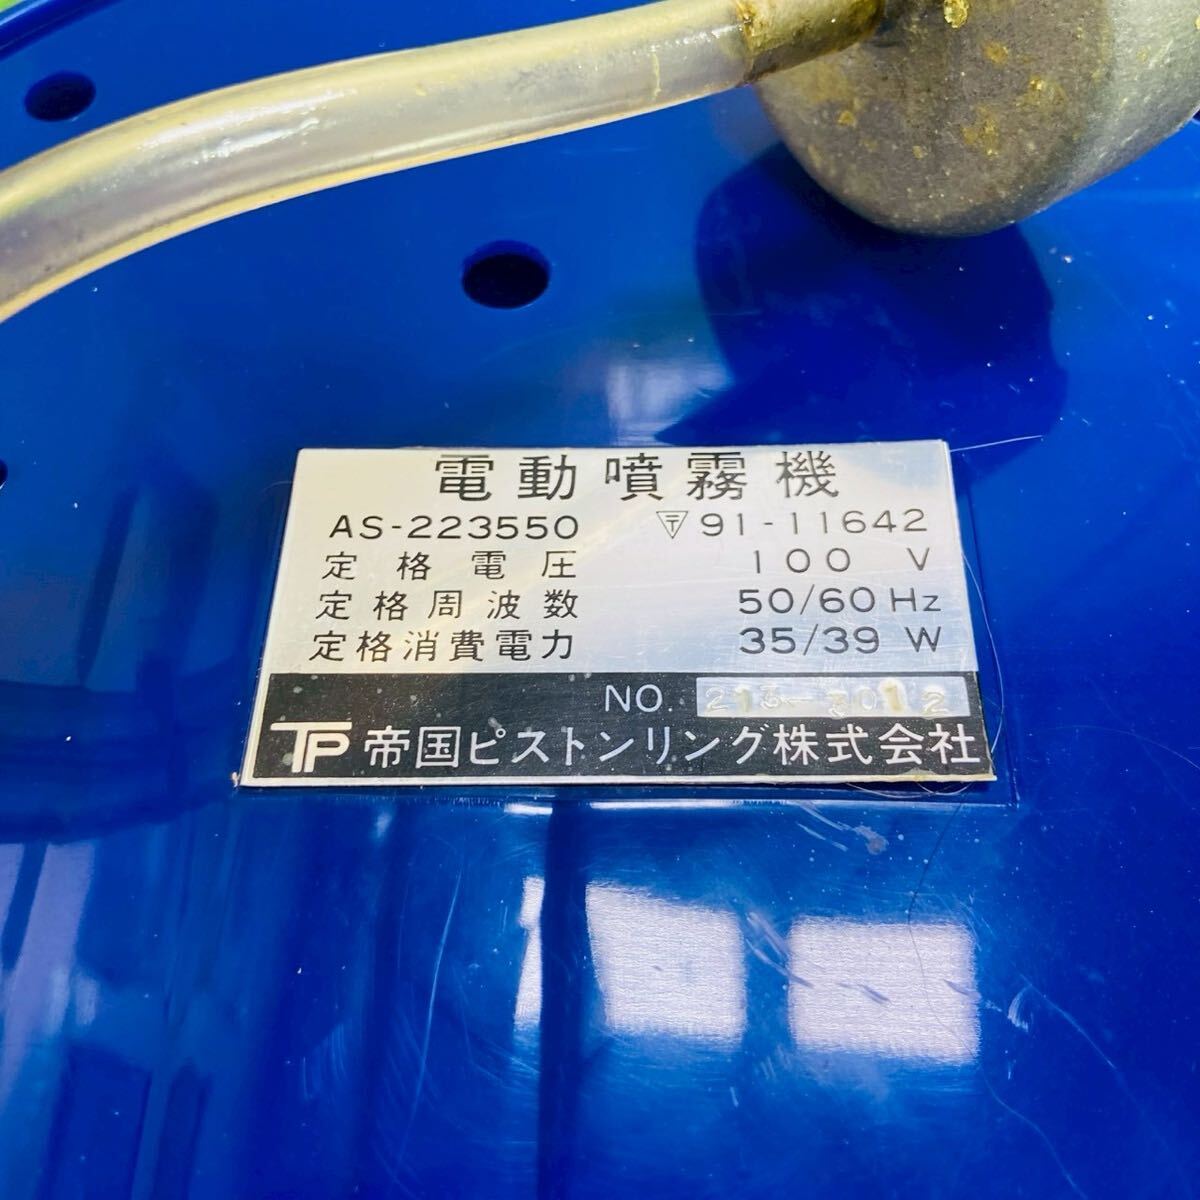 電動噴霧機
AS-223550 〒91-11642
定格電圧 100 V
定格周波数 50/60 Hz
定格消費電力 35/39 W
NO. 213-3012
TP 帝国ピストンリング株式会社